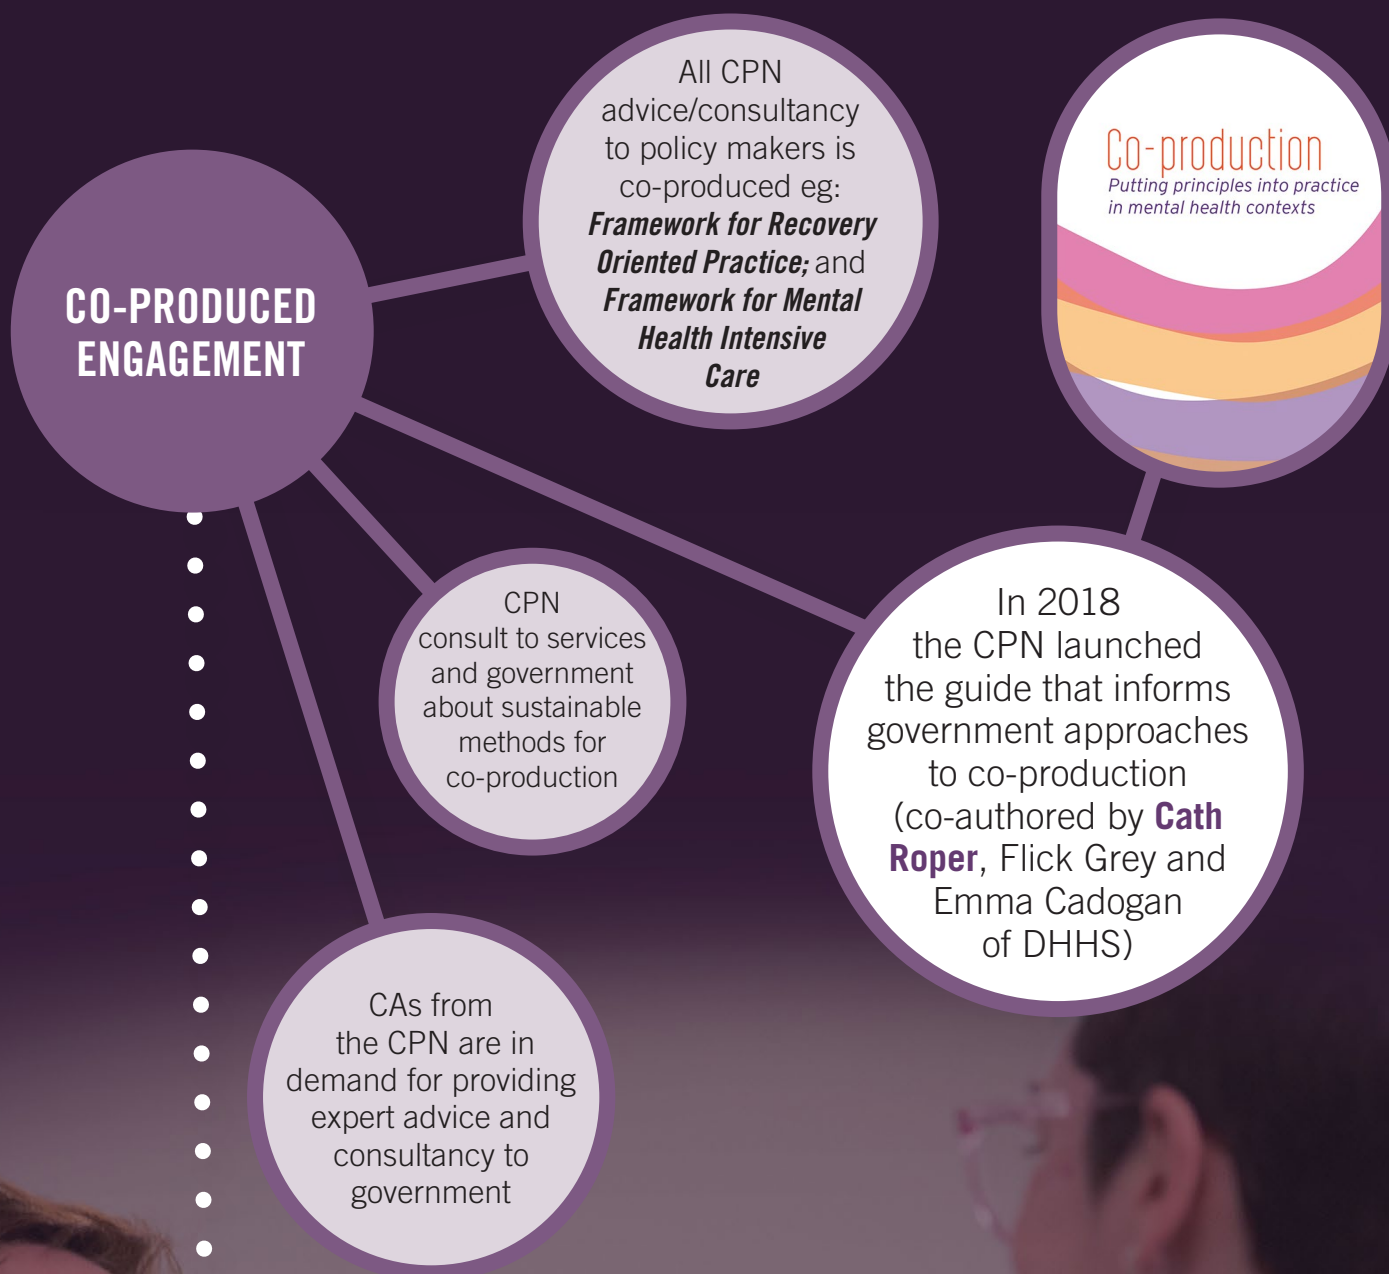 CO-PRODUCED
ENGAGEMENT
All CPN
advice/consultancy
to policy makers is
co-produced eg:
Framework for Recovery
Oriented Practice; and
Framework for Mental
Health Intensive
Care
Co-production
Putting principles into practice
in mental health contexts
CPN
consult to services
and government
about sustainable
methods for
co-production
In 2018
the CPN launched
the guide that informs
government approaches
to co-production
(co-authored by Cath
Roper, Flick Grey and
Emma Cadogan
of DHHS)
CAs from
the CPN are in
demand for providing
expert advice and
consultancy to
government